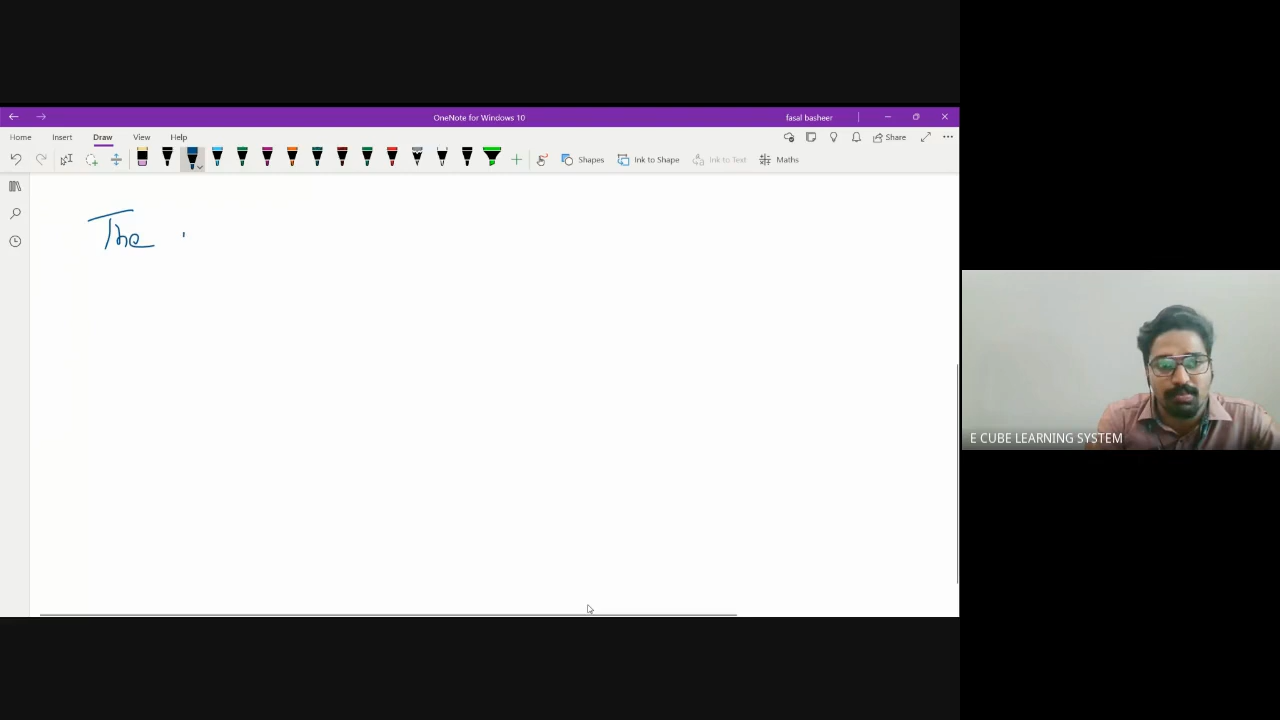 OneNote for Windows 10
fasal basheer
Home Insert Draw View Help
Share
Shapes Ink to Shape Ink to Text Maths
The
E CUBE LEARNING SYSTEM